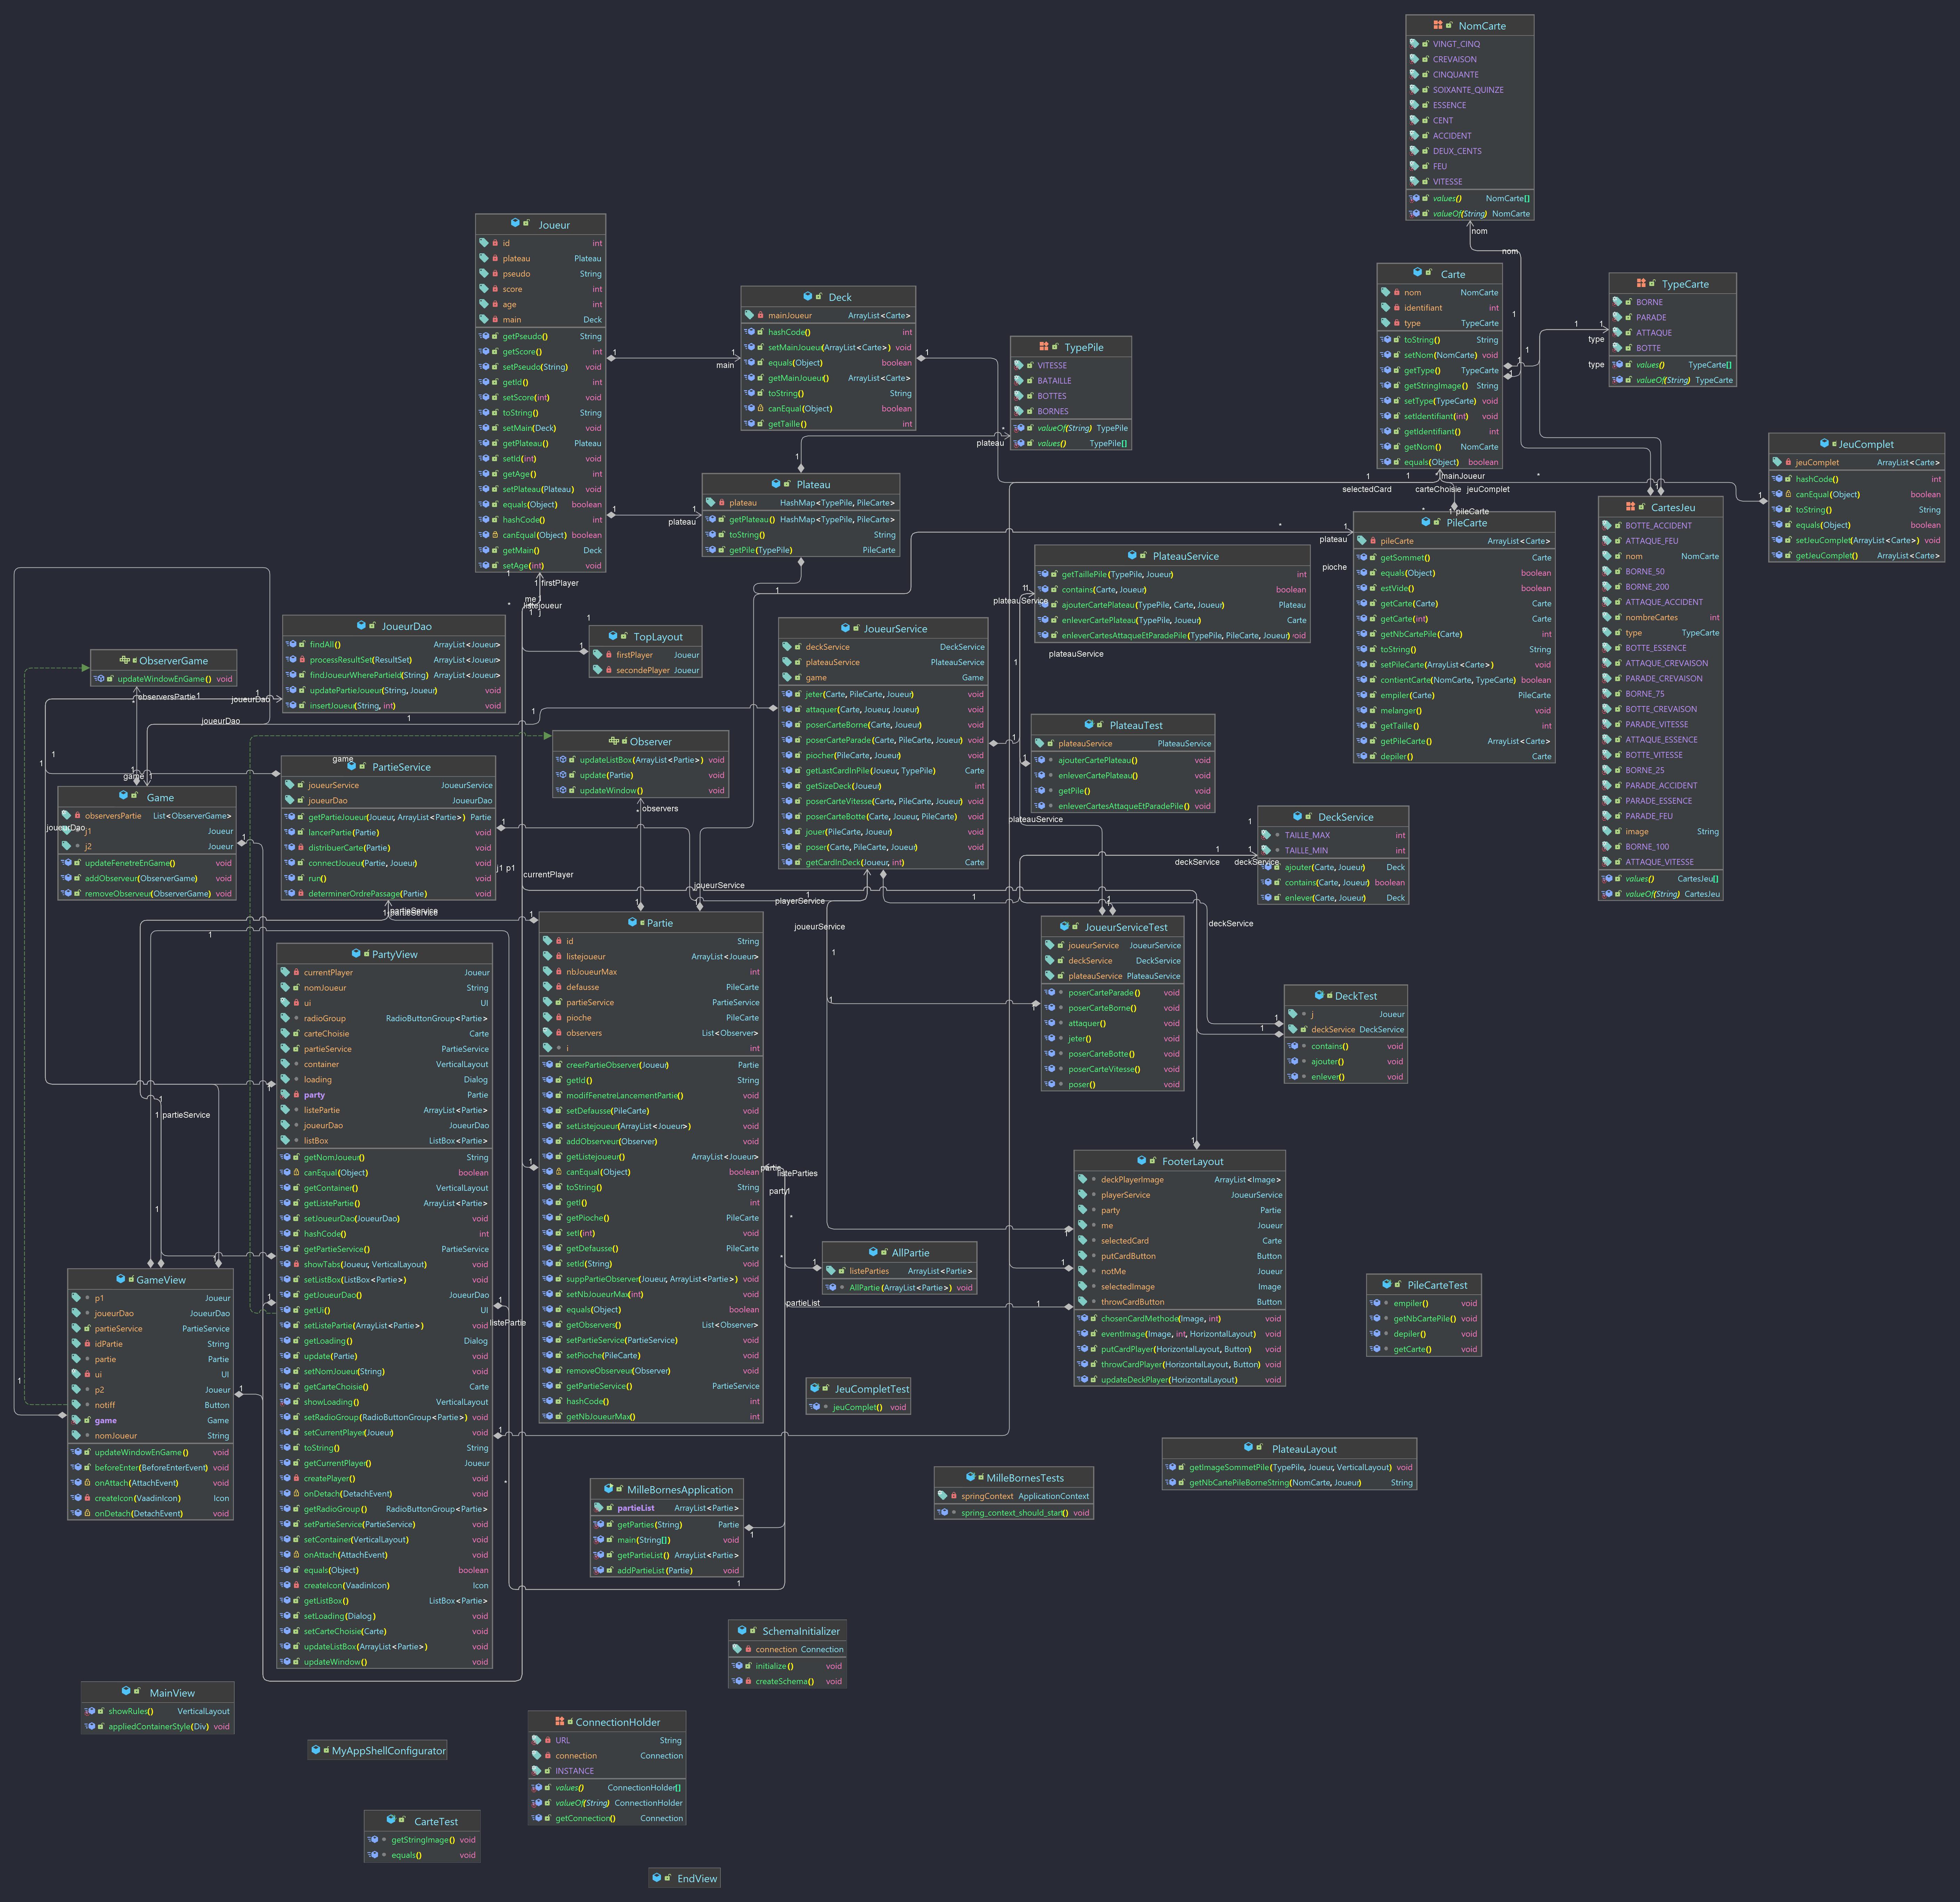 NomCarte
VINGT_CINQ
CREVAISON
CINQUANTE
SOIXANTE_QUINZE
ESSENCE
CENT
ACCIDENT
DEUX_CENTS
FEU
VITESSE
values() NomCarte[]
valueOf(String) NomCarte
nom
nom
Joueur
id int
plateau Plateau
pseudo String
score int
age int
main Deck
getPseudo() String
getScore() int
setPseudo(String) void
getId() int
setScore(int) void
toString() String
setMain(Deck) void
getPlateau() Plateau
setId(int) void
getAge() int
setPlateau(Plateau) void
equals(Object) boolean
hashCode() int
canEqual(Object) boolean
getMain() Deck
setAge(int) void
Deck
mainJoueur ArrayList<Carte>
hashCode() int
setMainJoueur(ArrayList<Carte>) void
equals(Object) boolean
getMainJoueur() ArrayList<Carte>
toString() String
canEqual(Object) boolean
getTaille() int
main
TypePile
VITESSE
BATAILLE
BOTTES
BORNES
valueOf(String) TypePile
values() TypePile[]
plateau
Carte
nom NomCarte
identifiant int
type TypeCarte
toString() String
setNom(NomCarte) void
getType() TypeCarte
getStringImage() String
setType(TypeCarte) void
setIdentifiant(int) void
getIdentifiant() int
getNom() NomCarte
equals(Object) boolean
TypeCarte
BORNE
PARADE
ATTAQUE
BOTTE
values() TypeCarte[]
valueOf(String) TypeCarte
type
type
JeuComplet
jeuComplet ArrayList<Carte>
hashCode() int
canEqual(Object) boolean
toString() String
equals(Object) boolean
setJeuComplet(ArrayList<Carte>) void
getJeuComplet() ArrayList<Carte>
mainJoueur
selectedCard carteChoisie jeuComplet
pileCarte
Plateau
plateau HashMap<TypePile, PileCarte>
getPlateau() HashMap<TypePile, PileCarte>
toString() String
getPile(TypePile) PileCarte
plateau
CartesJeu
BOTTE_ACCIDENT
ATTAQUE_FEU
nom NomCarte
BORNE_50
BORNE_200
ATTAQUE_ACCIDENT
nombreCartes int
type TypeCarte
BOTTE_ESSENCE
ATTAQUE_CREVAISON
PARADE_CREVAISON
BORNE_75
BOTTE_CREVAISON
PARADE_VITESSE
ATTAQUE_ESSENCE
BOTTE_VITESSE
BORNE_25
PARADE_ACCIDENT
PARADE_ESSENCE
PARADE_FEU
image String
BORNE_100
ATTAQUE_VITESSE
values() CartesJeu[]
valueOf(String) CartesJeu
PileCarte
pileCarte ArrayList<Carte>
getSommet() Carte
equals(Object) boolean
estVide() boolean
getCarte(Carte) Carte
getCarte(int) Carte
getNbCartePile(Carte) int
toString() String
setPileCarte(ArrayList<Carte>) void
contientCarte(NomCarte, TypeCarte) boolean
empiler(Carte) PileCarte
melanger() void
getTaille() int
getPileCarte() ArrayList<Carte>
depiler() Carte
plateau
pioche
PlateauService
getTaillePile(TypePile, Joueur) int
contains(Carte, Joueur) boolean
ajouterCartePlateau(TypePile, Carte, Joueur) Plateau
enleverCartePlateau(TypePile, Joueur) Carte
enleverCartesAttaqueEtParadePile(TypePile, PileCarte, Joueur) void
plateauService
plateauService
firstPlayer
me
listejoueur
TopLayout
firstPlayer Joueur
secondePlayer Joueur
JoueurDao
findAll() ArrayList<Joueur>
processResultSet(ResultSet) ArrayList<Joueur>
findJoueurWherePartieId(String) ArrayList<Joueur>
updatePartieJoueur(String, Joueur) void
insertJoueur(String, int) void
joueurDao
joueurDao
ObserverGame
updateWindowEnGame() void
observersPartie
JoueurService
deckService DeckService
plateauService PlateauService
game Game
jeter(Carte, PileCarte, Joueur) void
attaquer(Carte, Joueur, Joueur) void
poserCarteBorne(Carte, Joueur) void
poserCarteParade(Carte, PileCarte, Joueur) void
piocher(PileCarte, Joueur) void
getLastCardInPile(Joueur, TypePile) Carte
getSizeDeck(Joueur) int
poserCarteVitesse(Carte, PileCarte, Joueur) void
poserCarteBotte(Carte, Joueur, PileCarte) void
jouer(PileCarte, Joueur) void
poser(Carte, PileCarte, Joueur) void
getCardInDeck(Joueur, int) Carte
PlateauTest
plateauService PlateauService
ajouterCartePlateau() void
enleverCartePlateau() void
getPile() void
enleverCartesAttaqueEtParadePile() void
plateauService
Observer
updateListBox(ArrayList<Partie>) void
update(Partie) void
updateWindow() void
observers
game
PartieService
joueurService JoueurService
joueurDao JoueurDao
getPartieJoueur(Joueur, ArrayList<Partie>) Partie
lancerPartie(Partie) void
distribuerCarte(Partie) void
connectJoueur(Partie, Joueur) void
run() void
determinerOrdrePassage(Partie) void
game
Game
observersPartie List<ObserverGame>
j1 Joueur
j2 Joueur
updateFenetreEnGame() void
addObserveur(ObserverGame) void
removeObserveur(ObserverGame) void
joueurDao
DeckService
TAILLE_MAX int
TAILLE_MIN int
ajouter(Carte, Joueur) Deck
contains(Carte, Joueur) boolean
enlever(Carte, Joueur) Deck
deckService
deckService
deckService
j1 p1
currentPlayer
joueurService
playerService
joueurService
partieService
partieService
JoueurServiceTest
joueurService JoueurService
deckService DeckService
plateauService PlateauService
poserCarteParade() void
poserCarteBorne() void
attaquer() void
jeter() void
poserCarteBotte() void
poserCarteVitesse() void
poser() void
DeckTest
j Joueur
deckService DeckService
contains() void
ajouter() void
enlever() void
Partie
id String
listejoueur ArrayList<Joueur>
nbJoueurMax int
defausse PileCarte
partieService PartieService
pioche PileCarte
observers List<Observer>
i int
creerPartieObserver(Joueur) Partie
getId() String
modifFenetreLancementPartie() void
setDefausse(PileCarte) void
setListejoueur(ArrayList<Joueur>) void
addObserveur(Observer) void
getListejoueur() ArrayList<Joueur>
canEqual(Object) boolean
toString() String
getI() int
getPioche() PileCarte
setI(int) void
getDefausse() PileCarte
setId(String) void
suppPartieObserver(Joueur, ArrayList<Partie>) void
setNbJoueurMax(int) void
equals(Object) boolean
getObservers() List<Observer>
setPartieService(PartieService) void
setPioche(PileCarte) void
removeObserveur(Observer) void
getPartieService() PartieService
hashCode() int
getNbJoueurMax() int
partie
listeParties
party
partieList
listePartie
PartyView
currentPlayer Joueur
nomJoueur String
ui UI
radioGroup RadioButtonGroup<Partie>
carteChoisie Carte
partieService PartieService
container VerticalLayout
loading Dialog
party Partie
listePartie ArrayList<Partie>
joueurDao JoueurDao
listBox ListBox<Partie>
getNomJoueur() String
canEqual(Object) boolean
getContainer() VerticalLayout
getListePartie() ArrayList<Partie>
setJoueurDao(JoueurDao) void
hashCode() int
getPartieService() PartieService
showTabs(Joueur, VerticalLayout) void
setListBox(ListBox<Partie>) void
getJoueurDao() JoueurDao
getUi() UI
setListePartie(ArrayList<Partie>) void
getLoading() Dialog
update(Partie) void
setNomJoueur(String) void
getCarteChoisie() Carte
showLoading() VerticalLayout
setRadioGroup(RadioButtonGroup<Partie>) void
setCurrentPlayer(Joueur) void
toString() String
getCurrentPlayer() Joueur
createPlayer() void
onDetach(DetachEvent) void
getRadioGroup() RadioButtonGroup<Partie>
setPartieService(PartieService) void
setContainer(VerticalLayout) void
onAttach(AttachEvent) void
equals(Object) boolean
createIcon(VaadinIcon) Icon
getListBox() ListBox<Partie>
setLoading(Dialog) void
setCarteChoisie(Carte) void
updateListBox(ArrayList<Partie>) void
updateWindow() void
partieService
GameView
p1 Joueur
joueurDao JoueurDao
partieService PartieService
idPartie String
partie Partie
ui UI
p2 Joueur
notiff Button
game Game
nomJoueur String
updateWindowEnGame() void
beforeEnter(BeforeEnterEvent) void
onAttach(AttachEvent) void
createIcon(VaadinIcon) Icon
onDetach(DetachEvent) void
FooterLayout
deckPlayerImage ArrayList<Image>
playerService JoueurService
party Partie
me Joueur
selectedCard Carte
putCardButton Button
notMe Joueur
selectedImage Image
throwCardButton Button
chosenCardMethode(Image, int) void
eventImage(Image, int, HorizontalLayout) void
putCardPlayer(HorizontalLayout, Button) void
throwCardPlayer(HorizontalLayout, Button) void
updateDeckPlayer(HorizontalLayout) void
AllPartie
listeParties ArrayList<Partie>
AllPartie(ArrayList<Partie>) void
PileCarteTest
empiler() void
getNbCartePile() void
depiler() void
getCarte() void
JeuCompletTest
jeuComplet() void
PlateauLayout
getImageSommetPile(TypePile, Joueur, VerticalLayout) void
getNbCartePileBorneString(NomCarte, Joueur) String
MilleBornesTests
springContext ApplicationContext
spring_context_should_start() void
MilleBornesApplication
partieList ArrayList<Partie>
getParties(String) Partie
main(String[]) void
getPartieList() ArrayList<Partie>
addPartieList(Partie) void
SchemaInitializer
connection Connection
initialize() void
createSchema() void
MainView
showRules() VerticalLayout
appliedContainerStyle(Div) void
ConnectionHolder
URL String
connection Connection
INSTANCE
values() ConnectionHolder[]
valueOf(String) ConnectionHolder
getConnection() Connection
MyAppShellConfigurator
CarteTest
getStringImage() void
equals() void
EndView